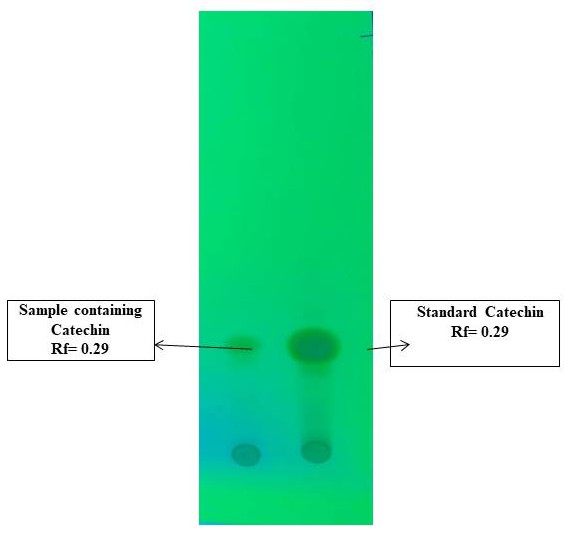 Sample containing
Catechin
Rf= 0.29
Standard Catechin
Rf= 0.29